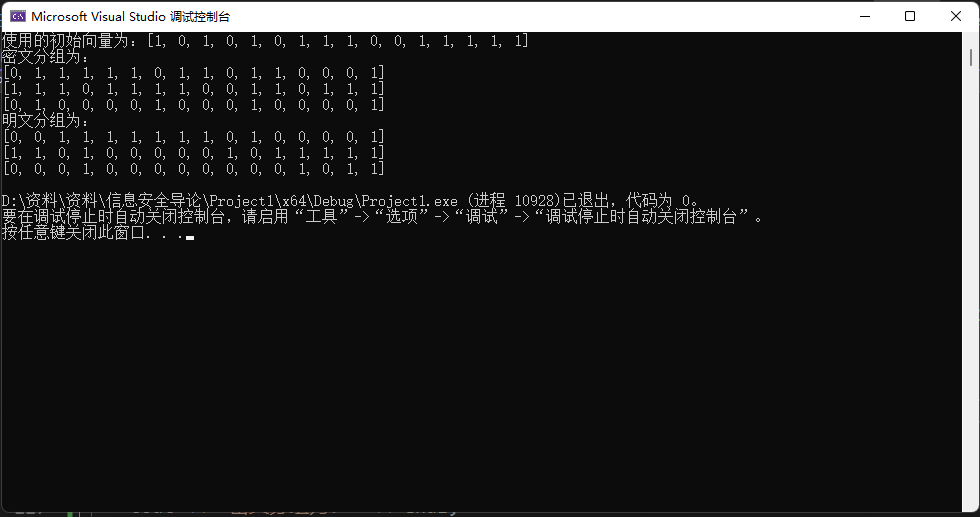 Microsoft Visual Studio 调试控制台
使用的初始向量为：[1, 0, 1, 0, 1, 0, 1, 1, 1, 0, 0, 1, 1, 1, 1, 1]
密文分组为：
[0, 1, 1, 1, 1, 1, 0, 1, 1, 0, 1, 1, 0, 0, 0, 1]
[1, 1, 1, 0, 1, 1, 1, 1, 0, 0, 1, 1, 0, 1, 1, 1]
[0, 1, 0, 0, 0, 0, 1, 0, 0, 0, 1, 0, 0, 0, 0, 1]
明文分组为：
[0, 0, 1, 1, 1, 1, 1, 1, 1, 0, 1, 0, 0, 0, 0, 1]
[1, 1, 0, 1, 0, 0, 0, 0, 0, 1, 0, 1, 1, 1, 1, 1]
[0, 0, 0, 1, 0, 0, 0, 0, 0, 0, 0, 0, 1, 0, 1, 1]
D:\资料\资料\信息安全导论\Project1\x64\Debug\Project1.exe (进程 10928)已退出，代码为 0。
要在调试停止时自动关闭控制台，请启用“工具”->“选项”->“调试”->“调试停止时自动关闭控制台”。
按任意键关闭此窗口. . .